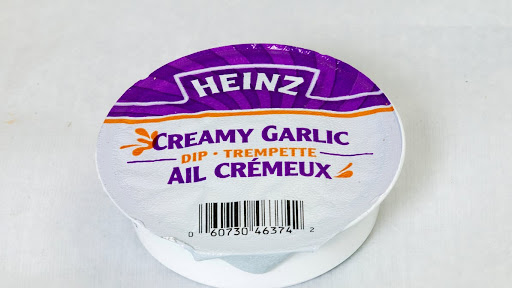 HEINZ
CREAMY GARLIC
DIP · TREMPETTE
AIL CRÉMEUX
0 60730 46374 2